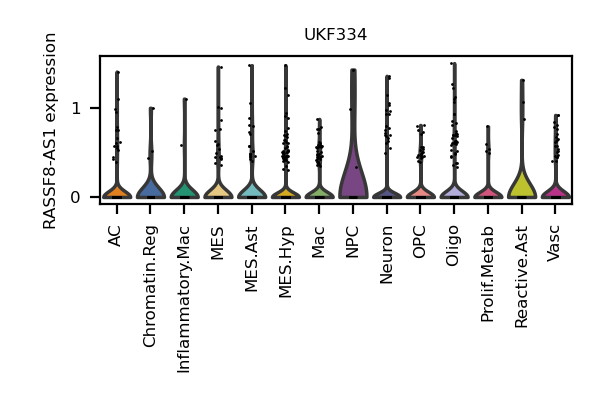 UKF334
RASSF8-AS1 expression
1
0
AC
Chromatin.Reg
Inflammatory.Mac
MES
MES.Ast
MES.Hyp
Mac
NPC
Neuron
OPC
Oligo
Prolif.Metab
Reactive.Ast
Vasc